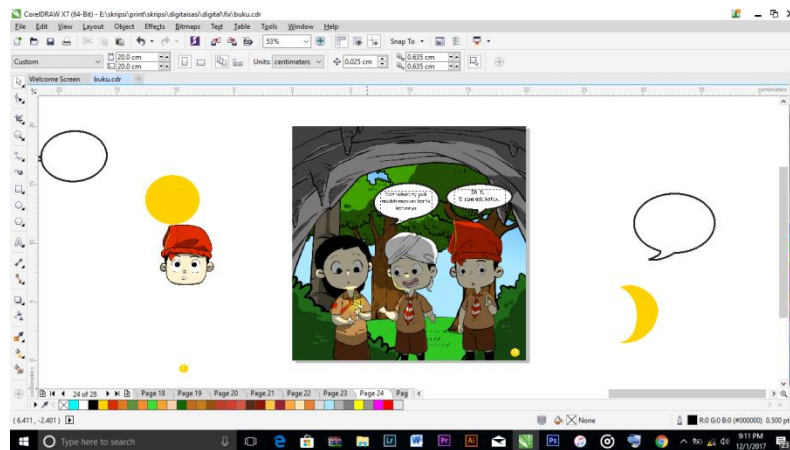 CorelDRAW X7 (64-Bit) - E:\skripsi\print\skripsi\digitaisasi\digital\fix\buku.cdr
File Edit View Layout Object Effects Bitmaps Text Table Tools Window Help
53% Snap To
Custom 20.0 cm 20.0 cm Units: centimeters 0.025 cm 0.635 cm 0.635 cm
Welcome Screen buku.cdr
centimeters
24 of 28 Page 18 Page 19 Page 20 Page 21 Page 22 Page 23 Page 24 Pag
(6.411, -2.401) None R:0 G:0 B:0 (#000000) 0.500 pt
Type here to search 9:11 PM
12/1/2017